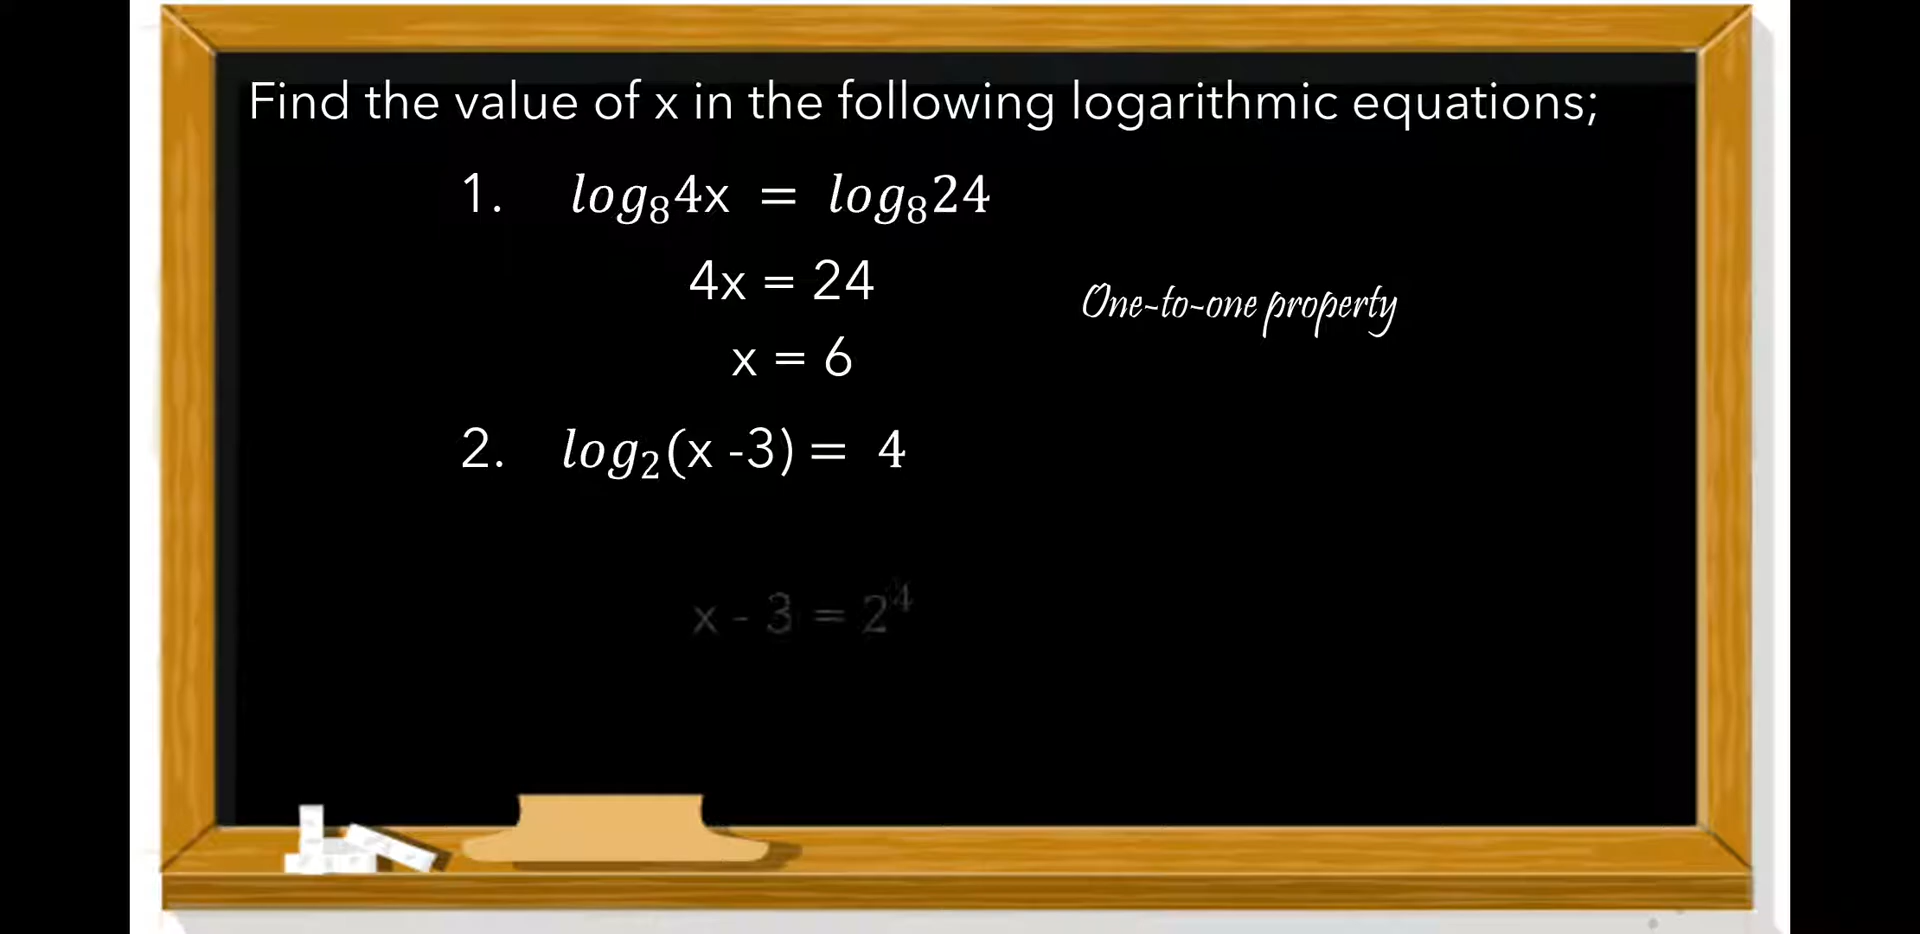 Find the value of x in the following logarithmic equations;
1. log₈4x = log₈24
4x = 24
One-to-one property
x = 6
2. log₂(x -3) = 4
x - 3 = 2⁴